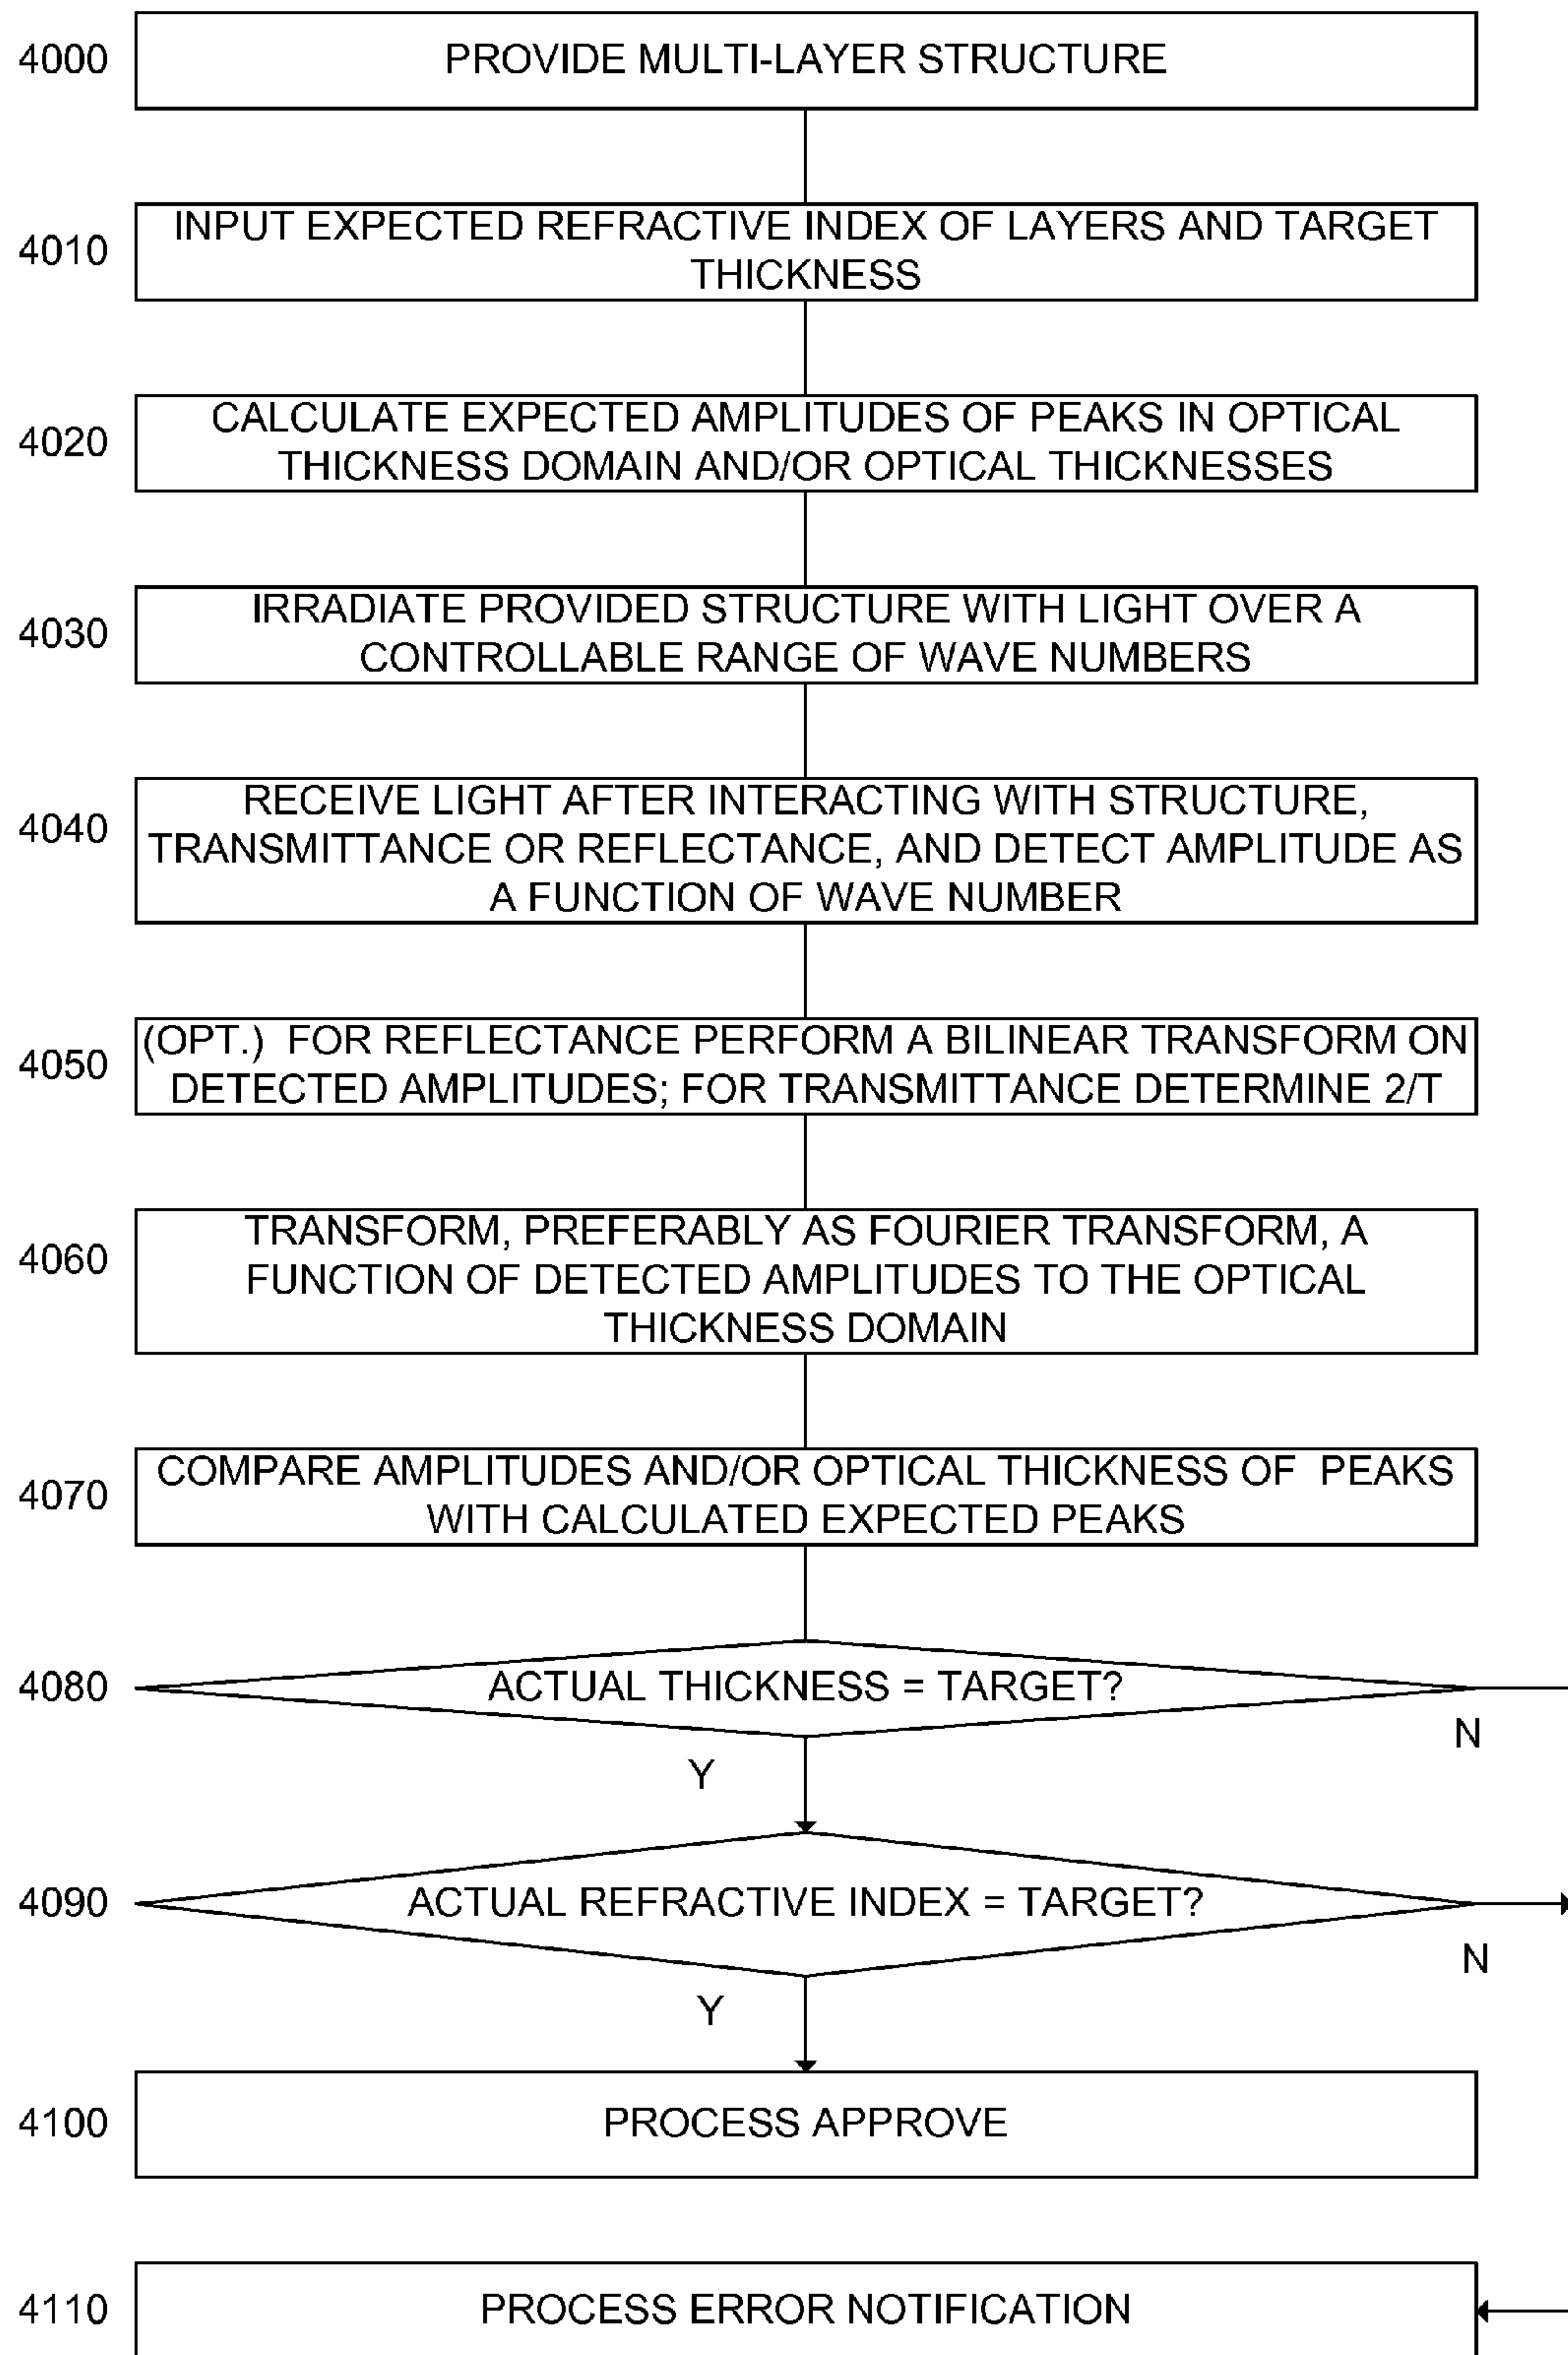 4000
PROVIDE MULTI-LAYER STRUCTURE
4010
INPUT EXPECTED REFRACTIVE INDEX OF LAYERS AND TARGET
THICKNESS
4020
CALCULATE EXPECTED AMPLITUDES OF PEAKS IN OPTICAL
THICKNESS DOMAIN AND/OR OPTICAL THICKNESSES
4030
IRRADIATE PROVIDED STRUCTURE WITH LIGHT OVER A
CONTROLLABLE RANGE OF WAVE NUMBERS
4040
RECEIVE LIGHT AFTER INTERACTING WITH STRUCTURE,
TRANSMITTANCE OR REFLECTANCE, AND DETECT AMPLITUDE AS
A FUNCTION OF WAVE NUMBER
4050
(OPT.) FOR REFLECTANCE PERFORM A BILINEAR TRANSFORM ON
DETECTED AMPLITUDES; FOR TRANSMITTANCE DETERMINE 2/T
4060
TRANSFORM, PREFERABLY AS FOURIER TRANSFORM, A
FUNCTION OF DETECTED AMPLITUDES TO THE OPTICAL
THICKNESS DOMAIN
4070
COMPARE AMPLITUDES AND/OR OPTICAL THICKNESS OF PEAKS
WITH CALCULATED EXPECTED PEAKS
4080
ACTUAL THICKNESS = TARGET?
N
Y
4090
ACTUAL REFRACTIVE INDEX = TARGET?
N
Y
4100
PROCESS APPROVE
4110
PROCESS ERROR NOTIFICATION